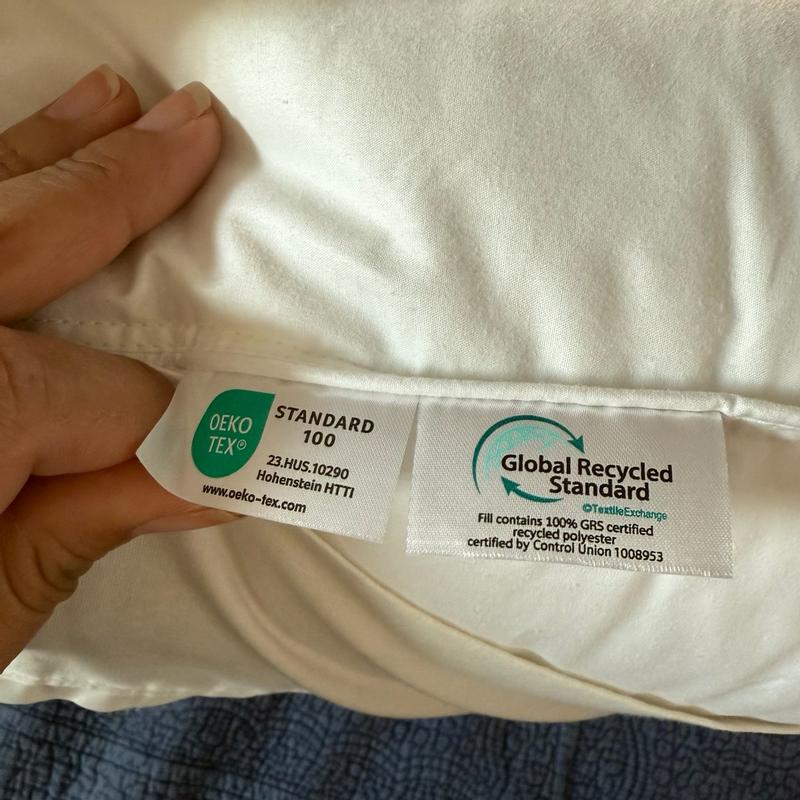 OEKO
TEX®
STANDARD
100
23.HUS.10290
Hohenstein HTTI
www.oeko-tex.com
Global Recycled
Standard
©TextileExchange
Fill contains 100% GRS certified
recycled polyester
certified by Control Union 1008953